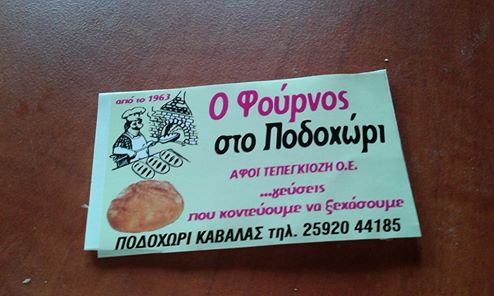 από το 1963
Ο Φούρνος
στο Ποδοχώρι
ΑΦΟΙ ΤΕΠΕΓΚΙΟΖΗ Ο.Ε.
...γεύσεις
που κοντεύουμε να ξεχάσουμε
ΠΟΔΟΧΩΡΙ ΚΑΒΑΛΑΣ τηλ. 25920 44185